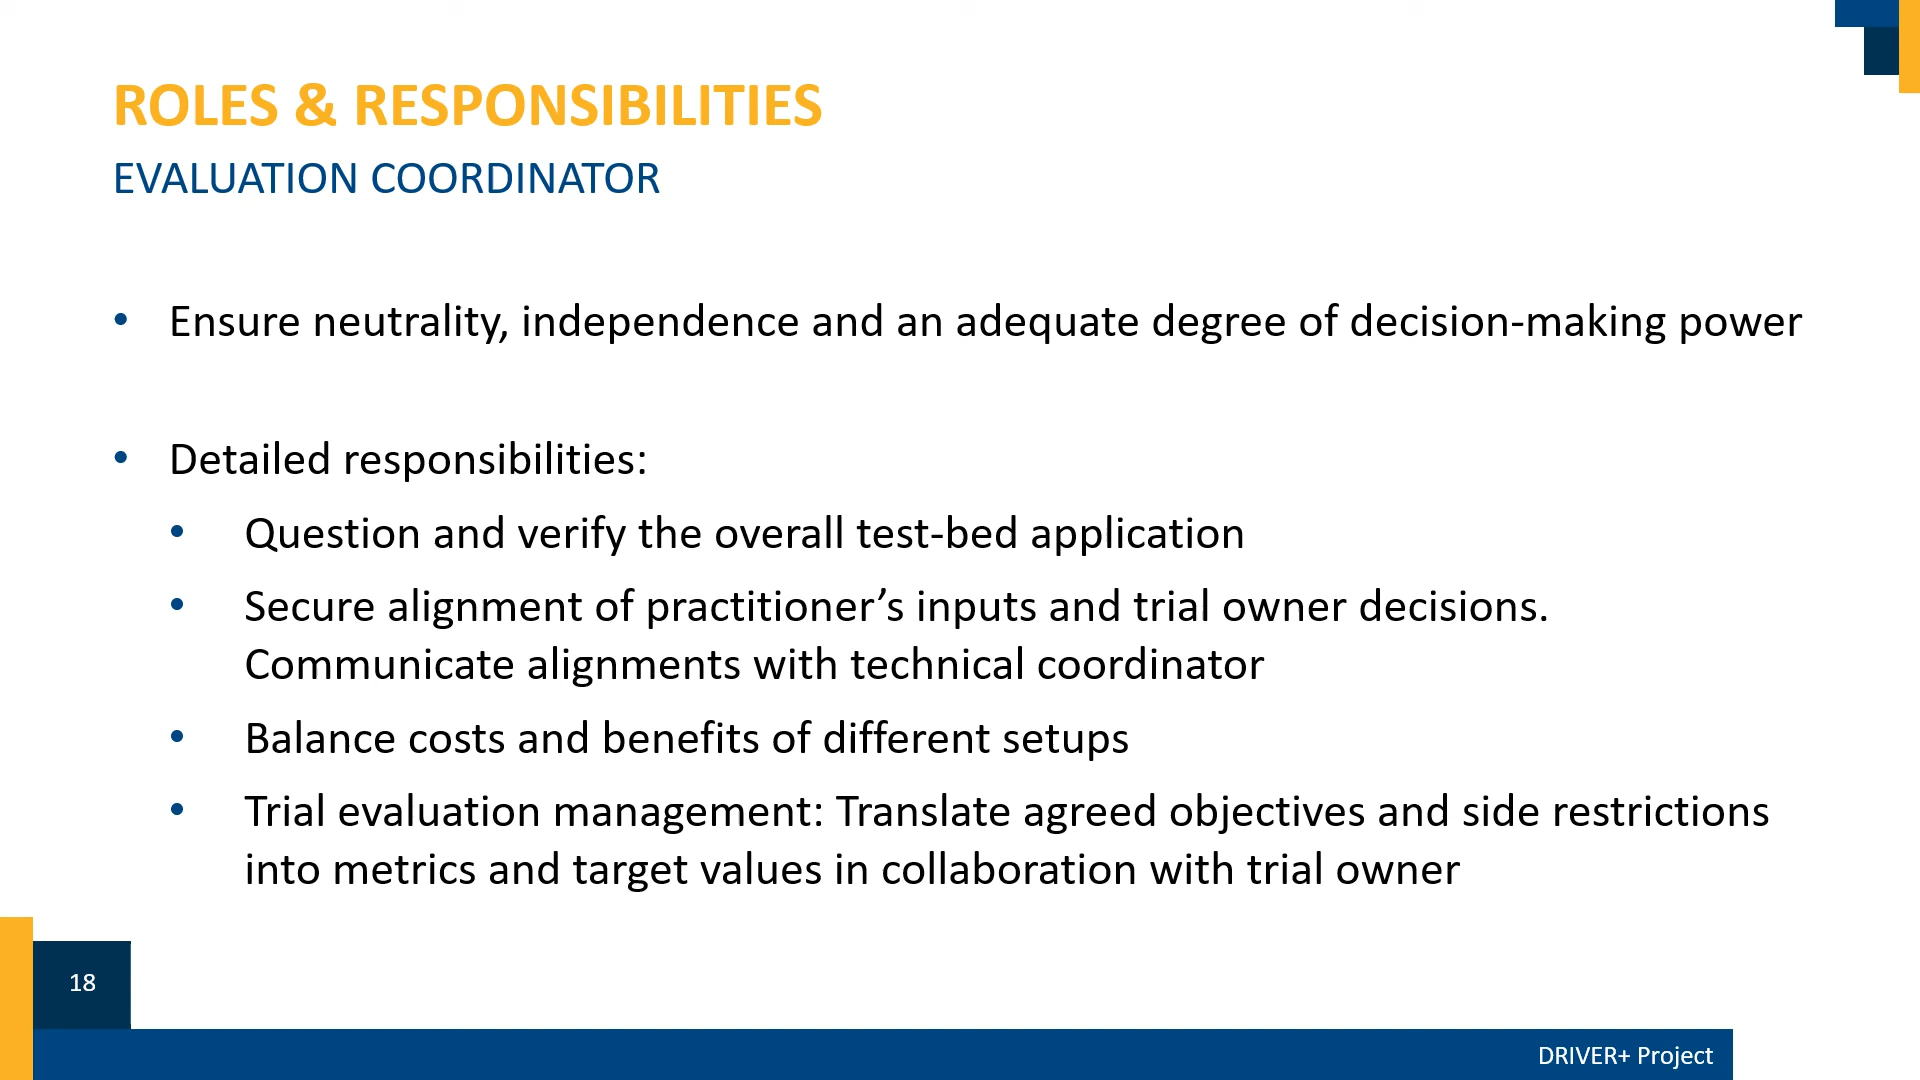 ROLES & RESPONSIBILITIES
EVALUATION COORDINATOR
• Ensure neutrality, independence and an adequate degree of decision-making power
• Detailed responsibilities:
• Question and verify the overall test-bed application
• Secure alignment of practitioner’s inputs and trial owner decisions.
Communicate alignments with technical coordinator
• Balance costs and benefits of different setups
• Trial evaluation management: Translate agreed objectives and side restrictions
into metrics and target values in collaboration with trial owner
18
DRIVER+ Project